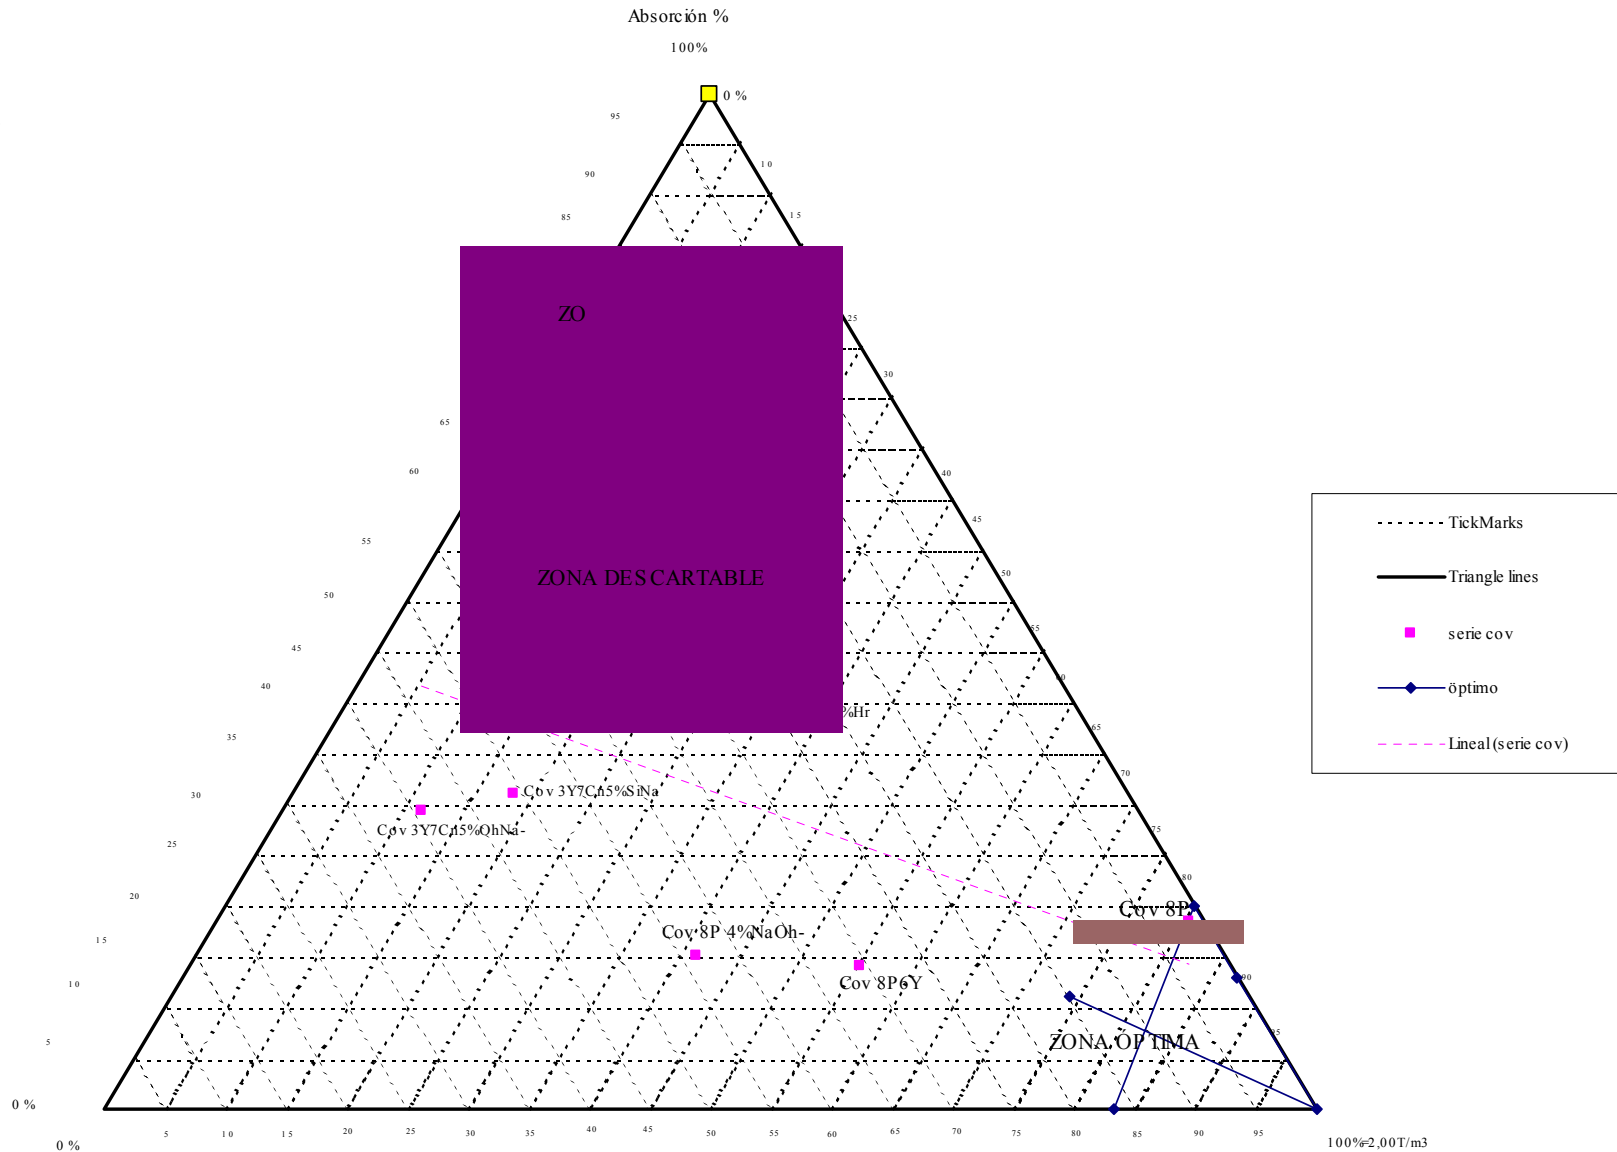 Absorción %
100%
0 %
95
10
90
15
85
ZO
25
30
65
60
40
45
55
ZONA DESCARTABLE
50
50
55
45
60
40
%Hr
65
35
70
Cov 3Y7Cn5%SiNa
30
Cov 3Y7Cn5%OhNa-
75
25
80
20
Cov 8P
Cov 8P 4%NaOh-
15
90
Cov 8P6Y
10
95
ZONA OPTIMA
5
0 %
5 10 15 20 25 30 35 40 45 50 55 60 65 70 75 80 85 90 95
0 %
100%=2,00T/m3
TickMarks
Triangle lines
serie cov
öptimo
Lineal (serie cov)